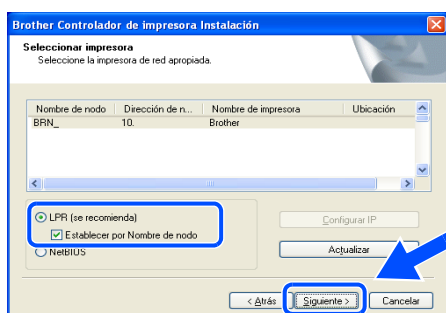 Brother Controlador de impresora Instalación
Seleccionar impresora
Seleccione la impresora de red apropiada.
Nombre de nodo Dirección de n... Nombre de impresora Ubicación
BRN_ 10. Brother
LPR (se recomienda)
Establecer por Nombre de nodo
NetBIUS
Configurar IP
Actualizar
< Atrás Siguiente > Cancelar